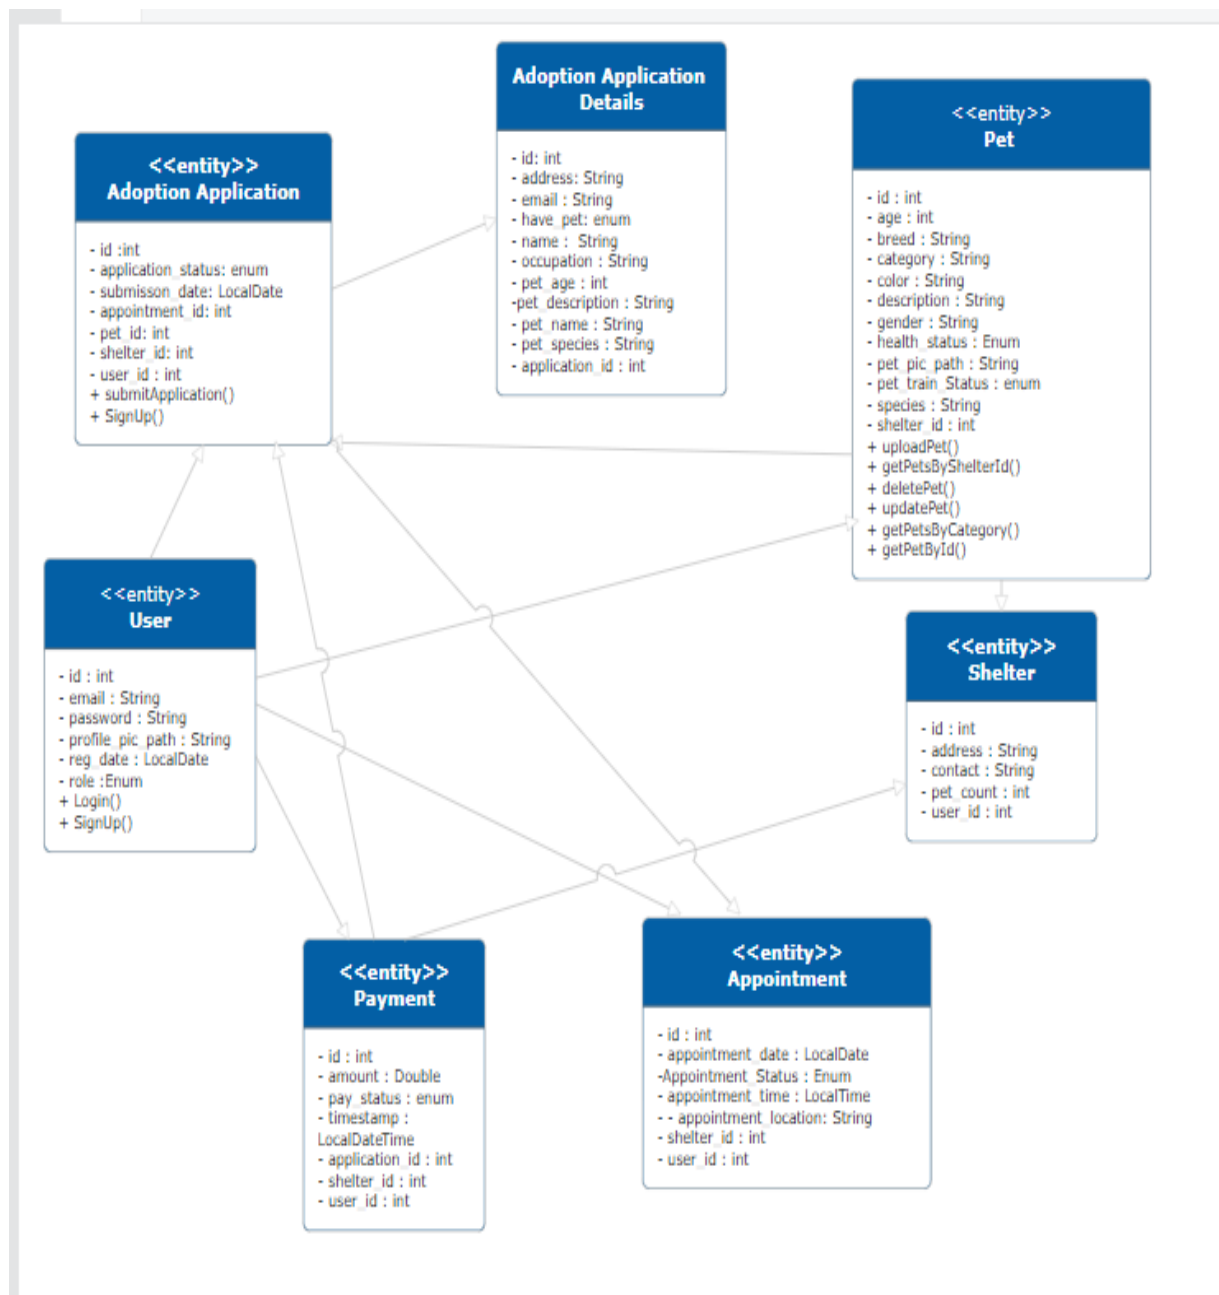 Adoption Application
Details
- id: int
- address: String
- email : String
- have_pet: enum
- name :  String
- occupation : String
- pet_age : int
-pet_description : String
- pet_name : String
- pet_species : String
- application_id : int
<<entity>>
Pet
- id : int
- age : int
- breed : String
- category : String
- color : String
- description : String
- gender : String
- health_status : Enum
- pet_pic_path : String
- pet_train_Status : enum
- species : String
- shelter_id : int
+ uploadPet()
+ getPetsByShelterId()
+ deletePet()
+ updatePet()
+ getPetsByCategory()
+ getPetById()
<<entity>>
Adoption Application
- id :int
- application_status: enum
- submisson_date: LocalDate
- appointment_id: int
- pet_id: int
- shelter_id: int
- user_id : int
+ submitApplication()
+ SignUp()
<<entity>>
User
- id : int
- email : String
- password : String
- profile_pic_path : String
- reg_date : LocalDate
- role :Enum
+ Login()
+ SignUp()
<<entity>>
Shelter
- id : int
- address : String
- contact : String
- pet_count : int
- user_id : int
<<entity>>
Payment
- id : int
- amount : Double
- pay_status : enum
- timestamp :
LocalDateTime
- application_id : int
- shelter_id : int
- user_id : int
<<entity>>
Appointment
- id : int
- appointment_date : LocalDate
-Appointment_Status : Enum
- appointment_time : LocalTime
- - appointment_location: String
- shelter_id : int
- user_id : int